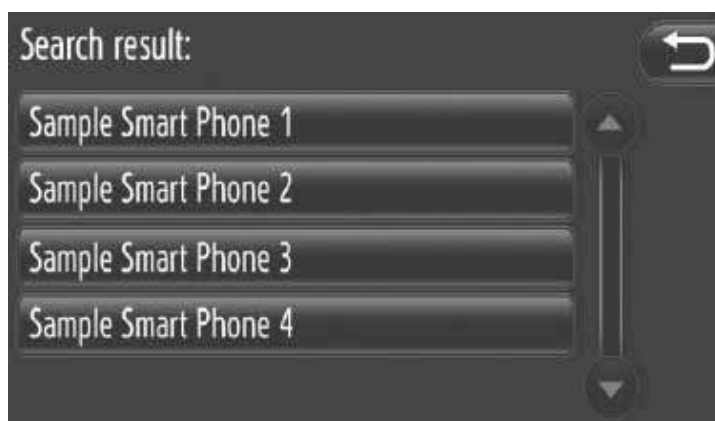 Search result:
Sample Smart Phone 1
Sample Smart Phone 2
Sample Smart Phone 3
Sample Smart Phone 4